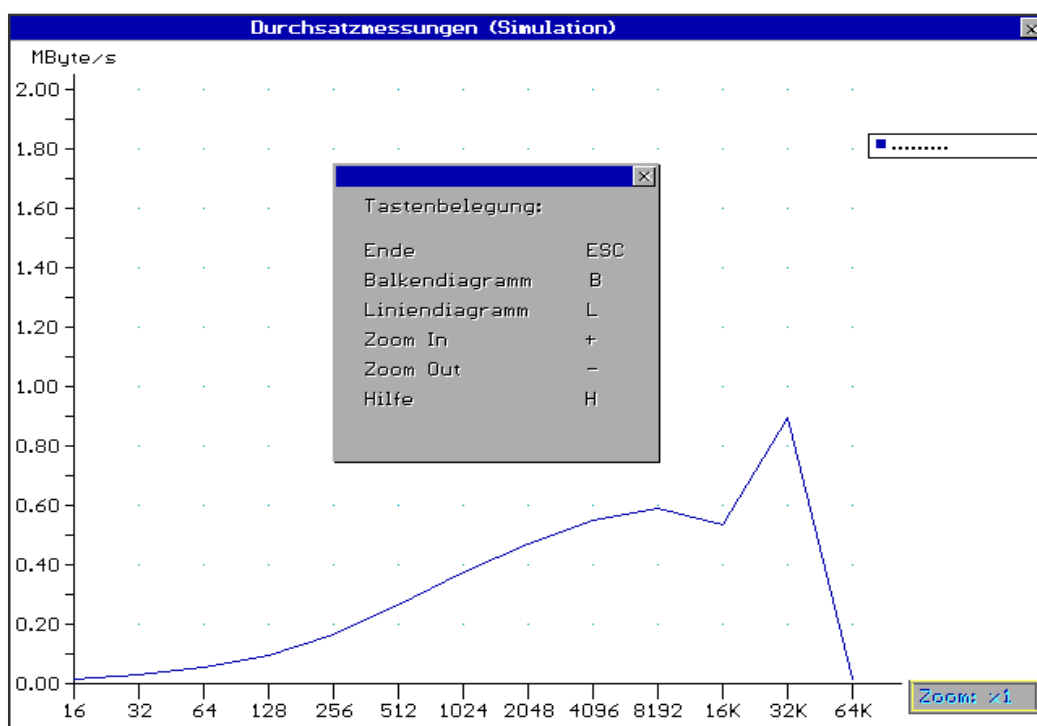 Durchsatzmessungen (Simulation)
MByte/s
2.00
1.80
.........
1.60
1.40
1.20
1.00
0.80
0.60
0.40
0.20
0.00
Tastenbelegung:
Ende ESC
Balkendiagramm B
Liniendiagramm L
Zoom In +
Zoom Out -
Hilfe H
16 32 64 128 256 512 1024 2048 4096 8192 16K 32K 64K
Zoom: x1